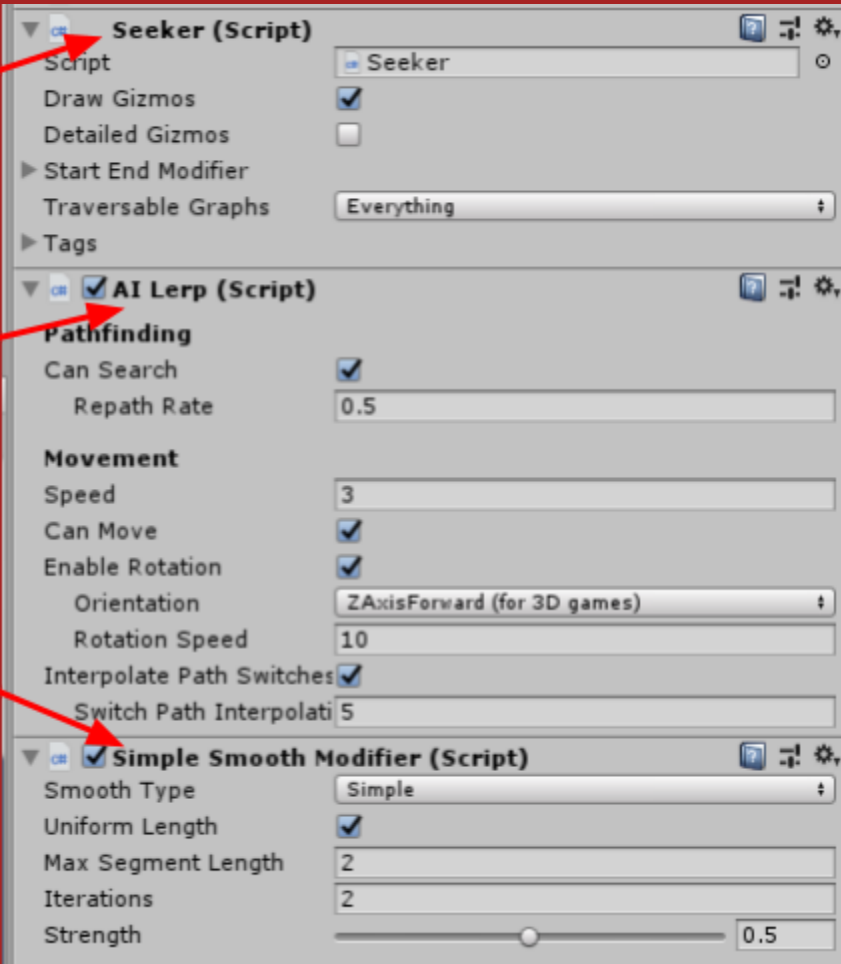 Seeker (Script)
Script Seeker
Draw Gizmos
Detailed Gizmos
Start End Modifier
Traversable Graphs Everything
Tags
AI Lerp (Script)
Pathfinding
Can Search
Repath Rate 0.5
Movement
Speed 3
Can Move
Enable Rotation
Orientation ZAxisForward (for 3D games)
Rotation Speed 10
Interpolate Path Switches
Switch Path Interpolati 5
Simple Smooth Modifier (Script)
Smooth Type Simple
Uniform Length
Max Segment Length 2
Iterations 2
Strength 0.5